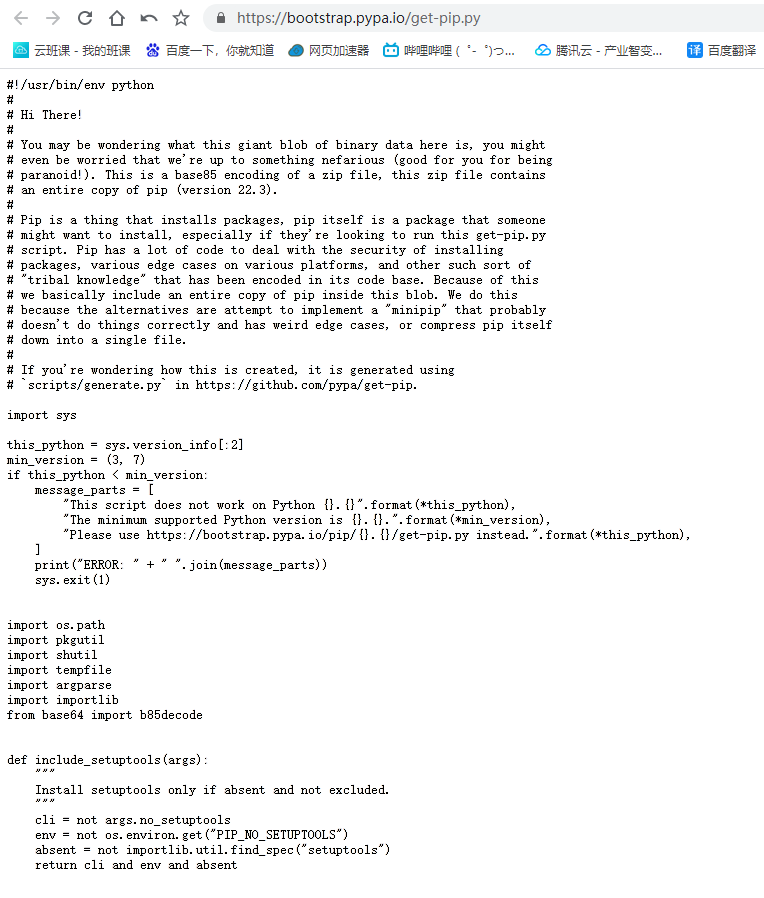 https://bootstrap.pypa.io/get-pip.py
云班课 - 我的班课 百度一下，你就知道 网页加速器 哔哩哔哩 (゜-゜)つ... 腾讯云 - 产业智变... 译 百度翻译
#!/usr/bin/env python
#
# Hi There!
#
# You may be wondering what this giant blob of binary data here is, you might
# even be worried that we're up to something nefarious (good for you for being
# paranoid!). This is a base85 encoding of a zip file, this zip file contains
# an entire copy of pip (version 22.3).
#
# Pip is a thing that installs packages, pip itself is a package that someone
# might want to install, especially if they're looking to run this get-pip.py
# script. Pip has a lot of code to deal with the security of installing
# packages, various edge cases on various platforms, and other such sort of
# "tribal knowledge" that has been encoded in its code base. Because of this
# we basically include an entire copy of pip inside this blob. We do this
# because the alternatives are attempt to implement a "minipip" that probably
# doesn't do things correctly and has weird edge cases, or compress pip itself
# down into a single file.
#
# If you're wondering how this is created, it is generated using
# `scripts/generate.py` in https://github.com/pypa/get-pip.
import sys
this_python = sys.version_info[:2]
min_version = (3, 7)
if this_python < min_version:
    message_parts = [
        "This script does not work on Python {}.{}".format(*this_python),
        "The minimum supported Python version is {}.{}.".format(*min_version),
        "Please use https://bootstrap.pypa.io/pip/{}.{}/get-pip.py instead.".format(*this_python),
    ]
    print("ERROR: " + " ".join(message_parts))
    sys.exit(1)
import os.path
import pkgutil
import shutil
import tempfile
import argparse
import importlib
from base64 import b85decode
def include_setuptools(args):
    """
    Install setuptools only if absent and not excluded.
    """
    cli = not args.no_setuptools
    env = not os.environ.get("PIP_NO_SETUPTOOLS")
    absent = not importlib.util.find_spec("setuptools")
    return cli and env and absent